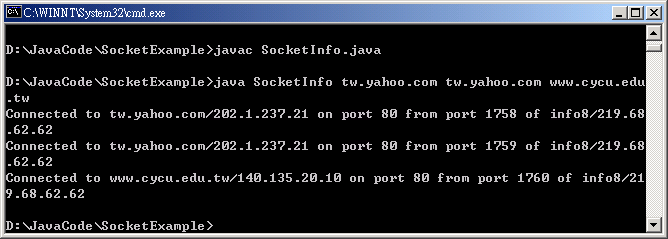 C:\WINNT\System32\cmd.exe
D:\JavaCode\SocketExample>javac SocketInfo.java
D:\JavaCode\SocketExample>java SocketInfo tw.yahoo.com tw.yahoo.com www.cycu.edu
.tw
Connected to tw.yahoo.com/202.1.237.21 on port 80 from port 1758 of info8/219.68
.62.62
Connected to tw.yahoo.com/202.1.237.21 on port 80 from port 1759 of info8/219.68
.62.62
Connected to www.cycu.edu.tw/140.135.20.10 on port 80 from port 1760 of info8/21
9.68.62.62
D:\JavaCode\SocketExample>